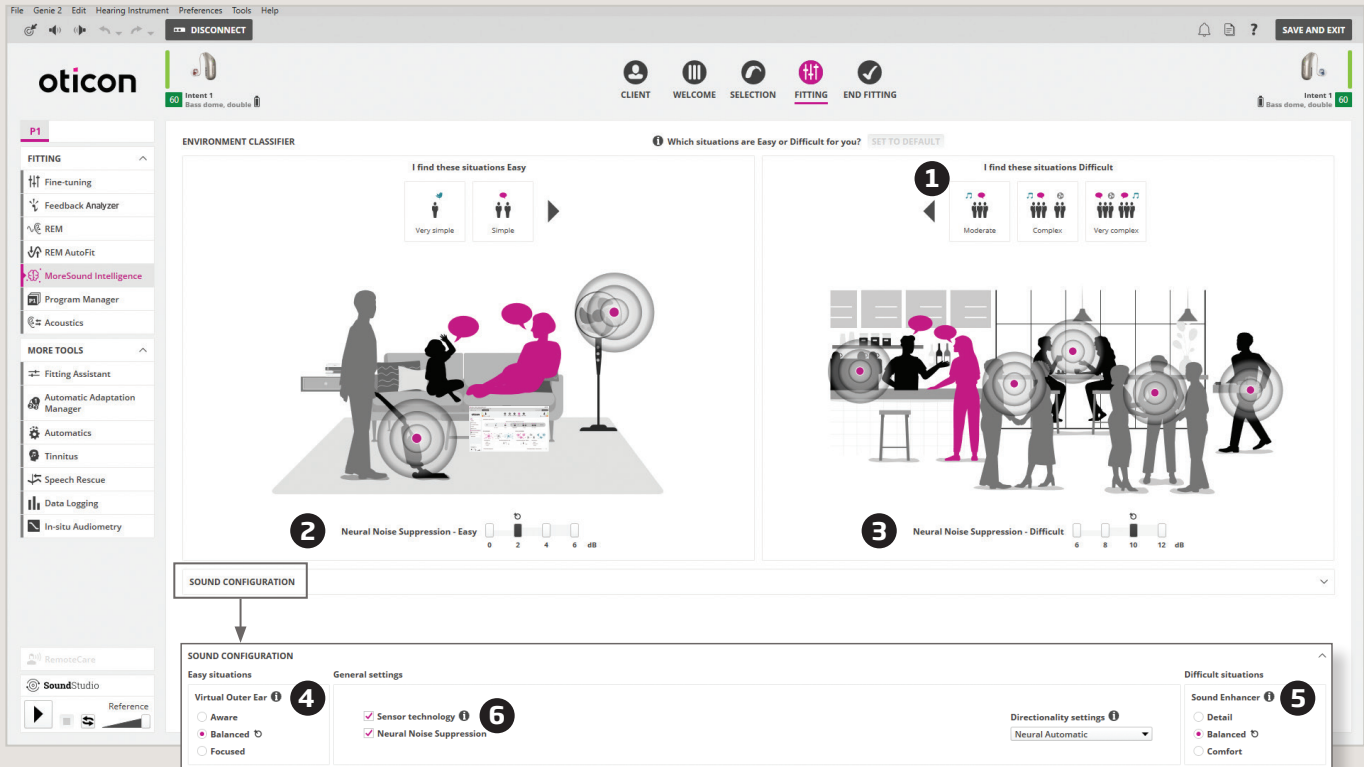 File Genie 2 Edit Hearing Instrument Preferences Tools Help
DISCONNECT
? SAVE AND EXIT
oticon
60 Intent 1
Bass dome, double
CLIENT WELCOME SELECTION FITTING END FITTING
Intent 1 60
Bass dome, double
P1
FITTING
Fine-tuning
Feedback Analyzer
REM
REM AutoFit
MoreSound Intelligence
P1 Program Manager
Acoustics
MORE TOOLS
Fitting Assistant
Automatic Adaptation
Manager
Automatics
Tinnitus
Speech Rescue
Data Logging
In-situ Audiometry
RemoteCare
SoundStudio
Reference
ENVIRONMENT CLASSIFIER
Which situations are Easy or Difficult for you? SET TO DEFAULT
I find these situations Easy
Very simple Simple
2 Neural Noise Suppression - Easy
0 2 4 6 dB
I find these situations Difficult
1
Moderate Complex Very complex
3 Neural Noise Suppression - Difficult
6 8 10 12 dB
SOUND CONFIGURATION
SOUND CONFIGURATION
Easy situations General settings Difficult situations
Virtual Outer Ear 4
Aware
Balanced
Focused
Sensor technology 6
Neural Noise Suppression
Directionality settings
Neural Automatic
Sound Enhancer 5
Detail
Balanced
Comfort